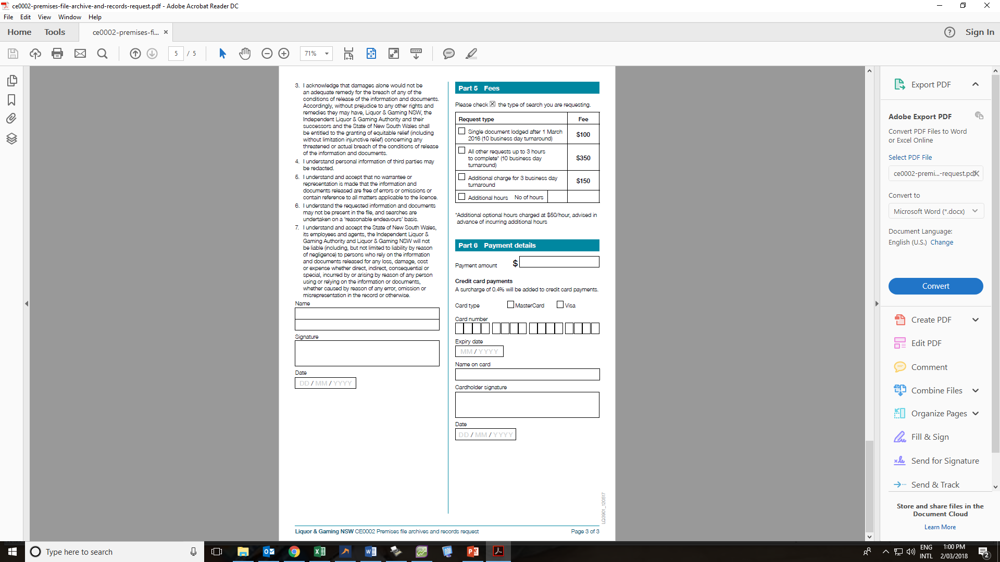 ce0002-premises-file-archive-and-records-request.pdf - Adobe Acrobat Reader DC
File Edit View Window Help
Home Tools ce0002-premises-fi... × Sign In
5 / 5 71%
3. I acknowledge that damages alone would not be
an adequate remedy for the breach of any of the
conditions of release of the information and documents.
Accordingly, without prejudice to any other rights and
remedies they may have, Liquor & Gaming NSW, the
Independent Liquor & Gaming Authority and their
successors and the State of New South Wales shall
be entitled to the granting of equitable relief (including
without limitation injunctive relief) concerning any
threatened or actual breach of the conditions of release
of the information and documents.
4. I understand personal information of third parties may
be redacted.
5. I understand and accept that no warrantee or
representation is made that the information and
documents released are free of errors or omissions or
contain reference to all matters applicable to the licence.
6. I understand the requested information and documents
may not be present in the file, and searches are
undertaken on a ‘reasonable endeavours’ basis.
7. I understand and accept the State of New South Wales,
its employees and agents, the Independent Liquor &
Gaming Authority and Liquor & Gaming NSW will not
be liable (including, but not limited to liability by reason
of negligence) to persons who rely on the information
and documents released for any loss, damage, cost
or expense whether direct, indirect, consequential or
special, incurred by or arising by reason of any person
using or relying on the information or documents,
whether caused by reason of any error, omission or
misrepresentation in the record or otherwise.
Name
Signature
Date
DD / MM / YYYY
Part 5 Fees
Please check ☒ the type of search you are requesting.
Request type Fee
Single document lodged after 1 March
2016 (10 business day turnaround)
$100
All other requests up to 3 hours
to complete* (10 business day
turnaround)
$350
Additional charge for 3 business day
turnaround
$150
Additional hours No of hours
*Additional optional hours charged at $50/hour, advised in
advance of incurring additional hours
Part 6 Payment details
Payment amount $
Credit card payments
A surcharge of 0.4% will be added to credit card payments.
Card type MasterCard Visa
Card number
Expiry date
MM / YYYY
Name on card
Cardholder signature
Date
DD / MM / YYYY
LQ3901_120517
Liquor & Gaming NSW CE0002 Premises file archives and records request Page 3 of 3
Export PDF
Adobe Export PDF
Convert PDF Files to Word
or Excel Online
Select PDF File
ce0002-premi...-request.pdf
Convert to
Microsoft Word (*.docx)
Document Language:
English (U.S.) Change
Convert
Create PDF
Edit PDF
Comment
Combine Files
Organize Pages
Fill & Sign
Send for Signature
Send & Track
Store and share files in the
Document Cloud
Learn More
Type here to search
ENG
INTL
1:00 PM
2/03/2018
2